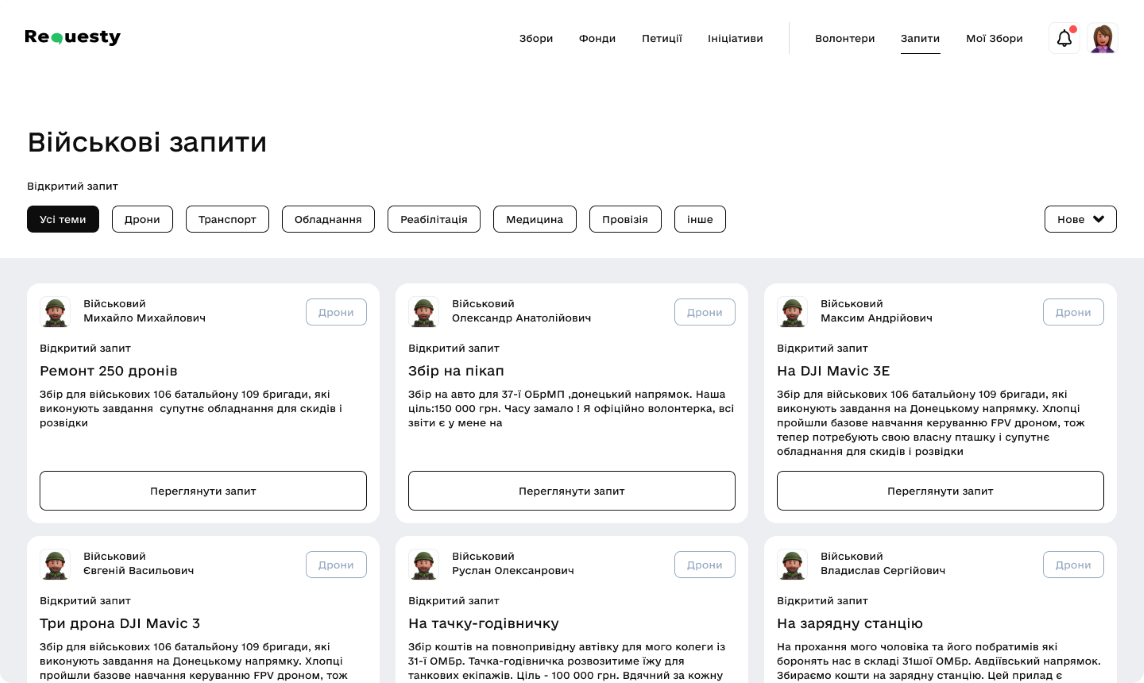 Requesty
Збори Фонди Петиції Ініціативи Волонтери Запити Мої Збори
Військові запити
Відкритий запит
Усі теми Дрони Транспорт Обладнання Реабілітація Медицина Провізія інше Нове
Військовий
Михайло Михайлович
Дрони
Відкритий запит
Ремонт 250 дронів
Збір для військових 106 батальйону 109 бригади, які
виконують завдання супутнє обладнання для скидів і
розвідки
Переглянути запит
Військовий
Олександр Анатолійович
Дрони
Відкритий запит
Збір на пікап
Збір на авто для 37-ї ОБрМП ,донецький напрямок. Наша
ціль:150 000 грн. Часу замало ! Я офіційно волонтерка, всі
звіти є у мене на
Переглянути запит
Військовий
Максим Андрійович
Дрони
Відкритий запит
На DJI Mavic 3E
Збір для військових 106 батальйону 109 бригади, які
виконують завдання на Донецькому напрямку. Хлопці
пройшли базове навчання керуванню FPV дроном, тож
тепер потребують свою власну пташку і супутнє
обладнання для скидів і розвідки
Переглянути запит
Військовий
Євгеній Васильович
Дрони
Відкритий запит
Три дрона DJI Mavic 3
Збір для військових 106 батальйону 109 бригади, які
виконують завдання на Донецькому напрямку. Хлопці
пройшли базове навчання керуванню FPV дроном, тож
Військовий
Руслан Олексанрович
Дрони
Відкритий запит
На тачку-годівничку
Збір коштів на повнопривідну автівку для мого колеги із
31-ї ОМБр. Тачка-годівничка розвозитиме їжу для
танкових екіпажів. Ціль - 100 000 грн. Вдячний за кожну
Військовий
Владислав Сергійович
Дрони
Відкритий запит
На зарядну станцію
На прохання мого чоловіка та його побратимів які
боронять нас в складі 31шої ОМБр. Авдіївський напрямок.
Збираємо кошти на зарядну станцію. Цей прилад є